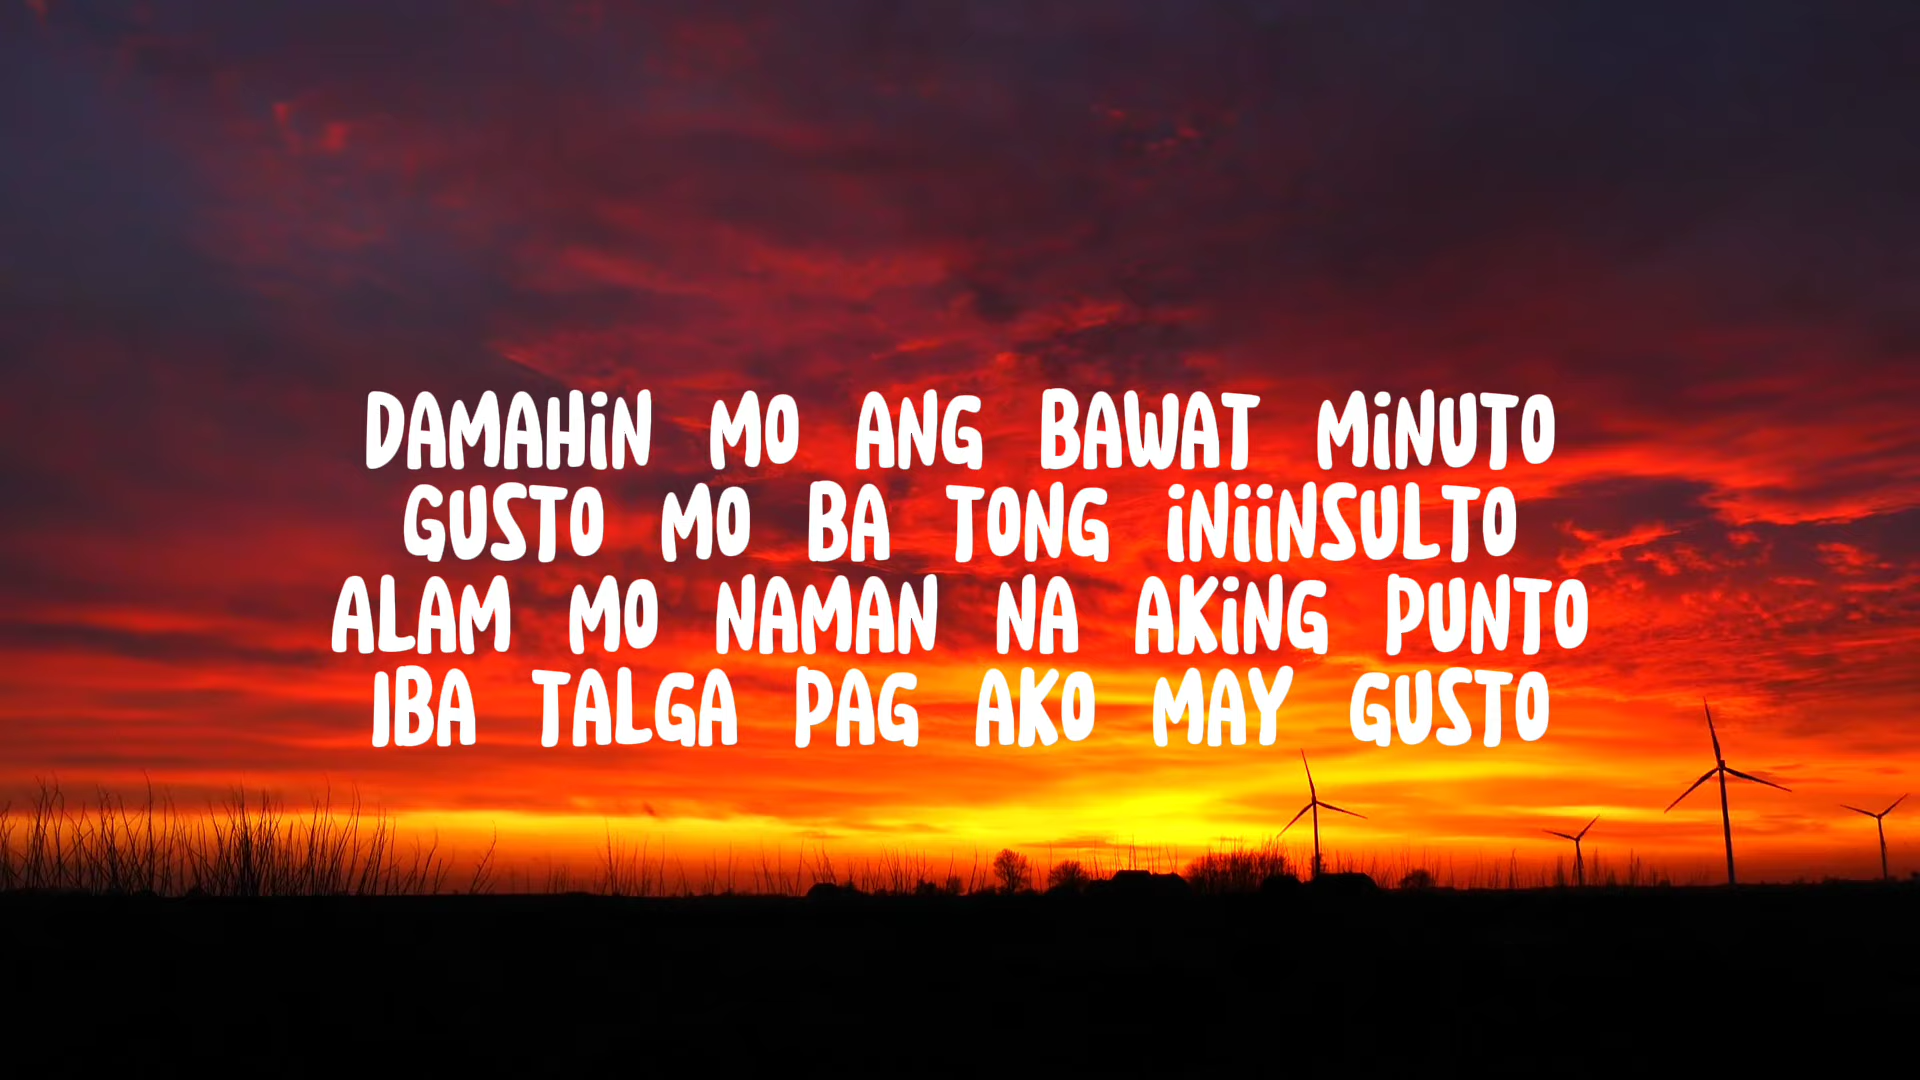 DAMAHiN MO ANG BAWAT MiNUTO
GUSTO MO BA TONG iNiiNSULTO
ALAM MO NAMAN NA AKiNG PUNTO
IBA TALGA PAG AKO MAY GUSTO